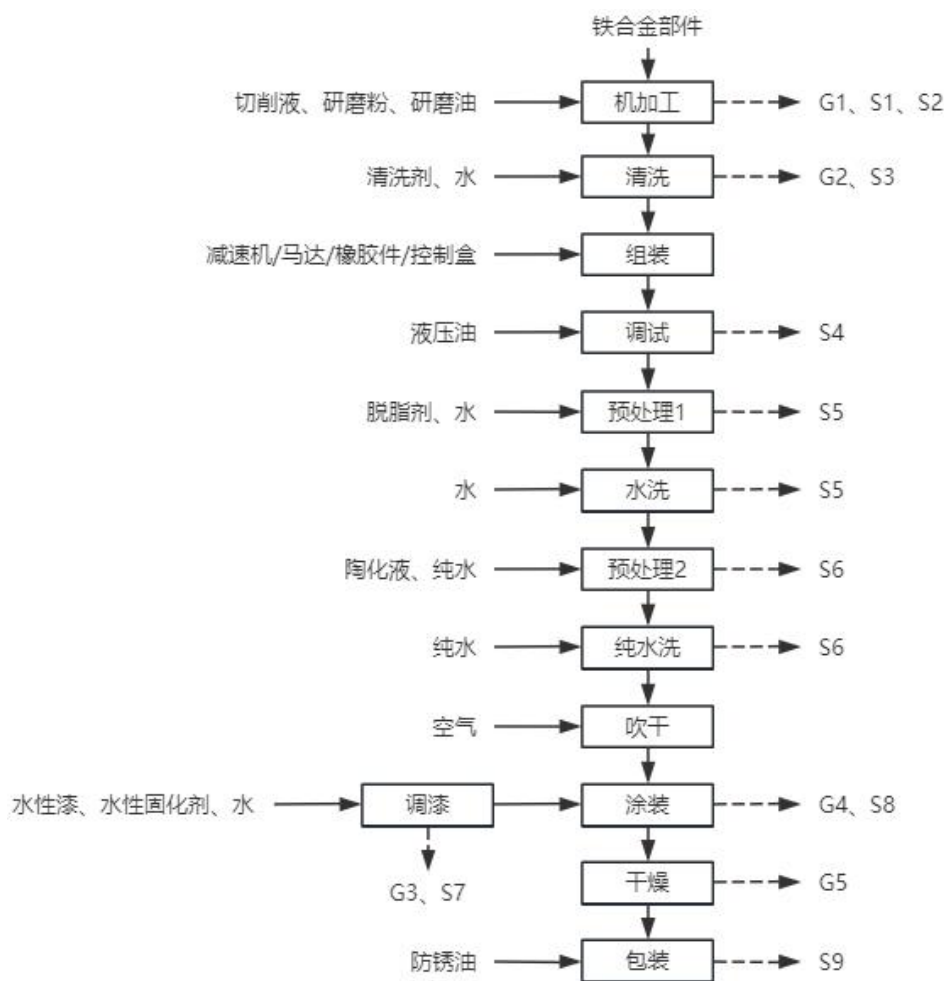 铁合金部件
切削液、研磨粉、研磨油 机加工 G1、S1、S2
清洗剂、水 清洗 G2、S3
减速机/马达/橡胶件/控制盒 组装
液压油 调试 S4
脱脂剂、水 预处理1 S5
水 水洗 S5
陶化液、纯水 预处理2 S6
纯水 纯水洗 S6
空气 吹干
水性漆、水性固化剂、水 调漆 涂装 G4、S8
G3、S7 干燥 G5
防锈油 包装 S9